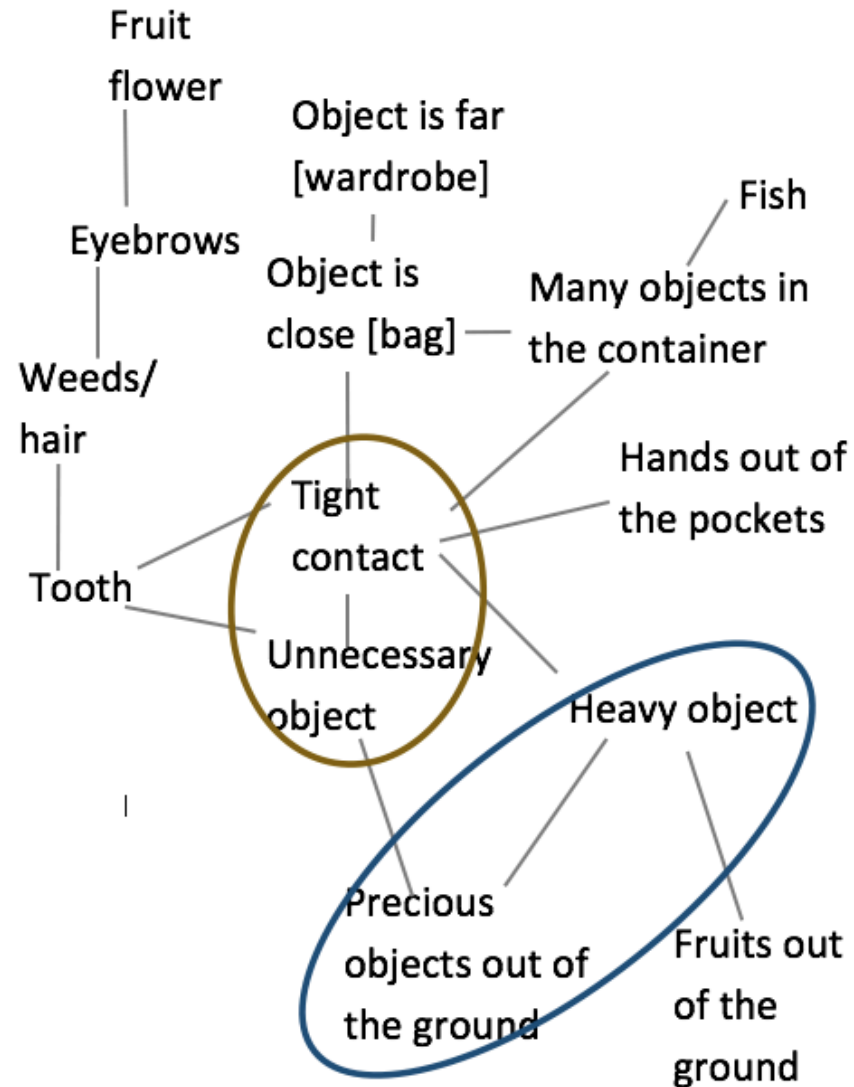 Fruit
flower
Object is far
[wardrobe]
Fish
Eyebrows
Object is
close [bag]
Many objects in
the container
Weeds/
hair
Hands out of
the pockets
Tight
contact
Tooth
Unnecessary
object
Heavy object
Precious
objects out of
the ground
Fruits out
of the
ground